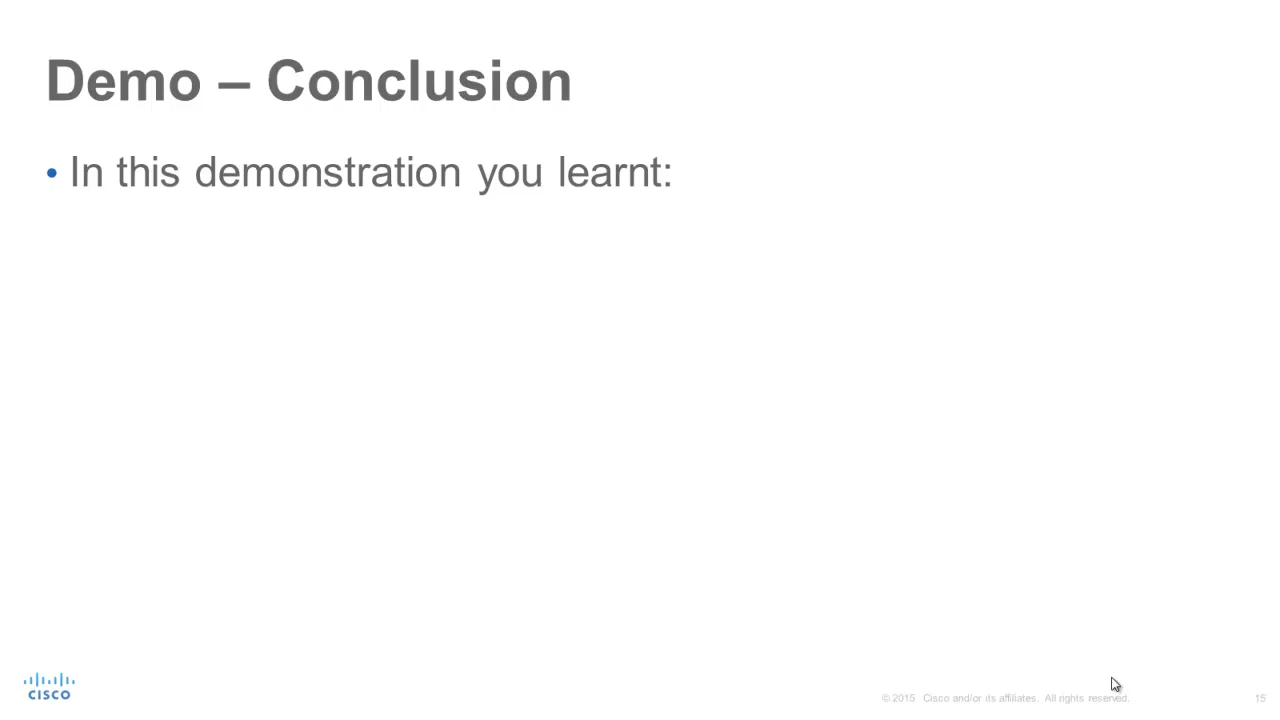 Demo – Conclusion
• In this demonstration you learnt:
CISCO
© 2015 Cisco and/or its affiliates. All rights reserved.
15